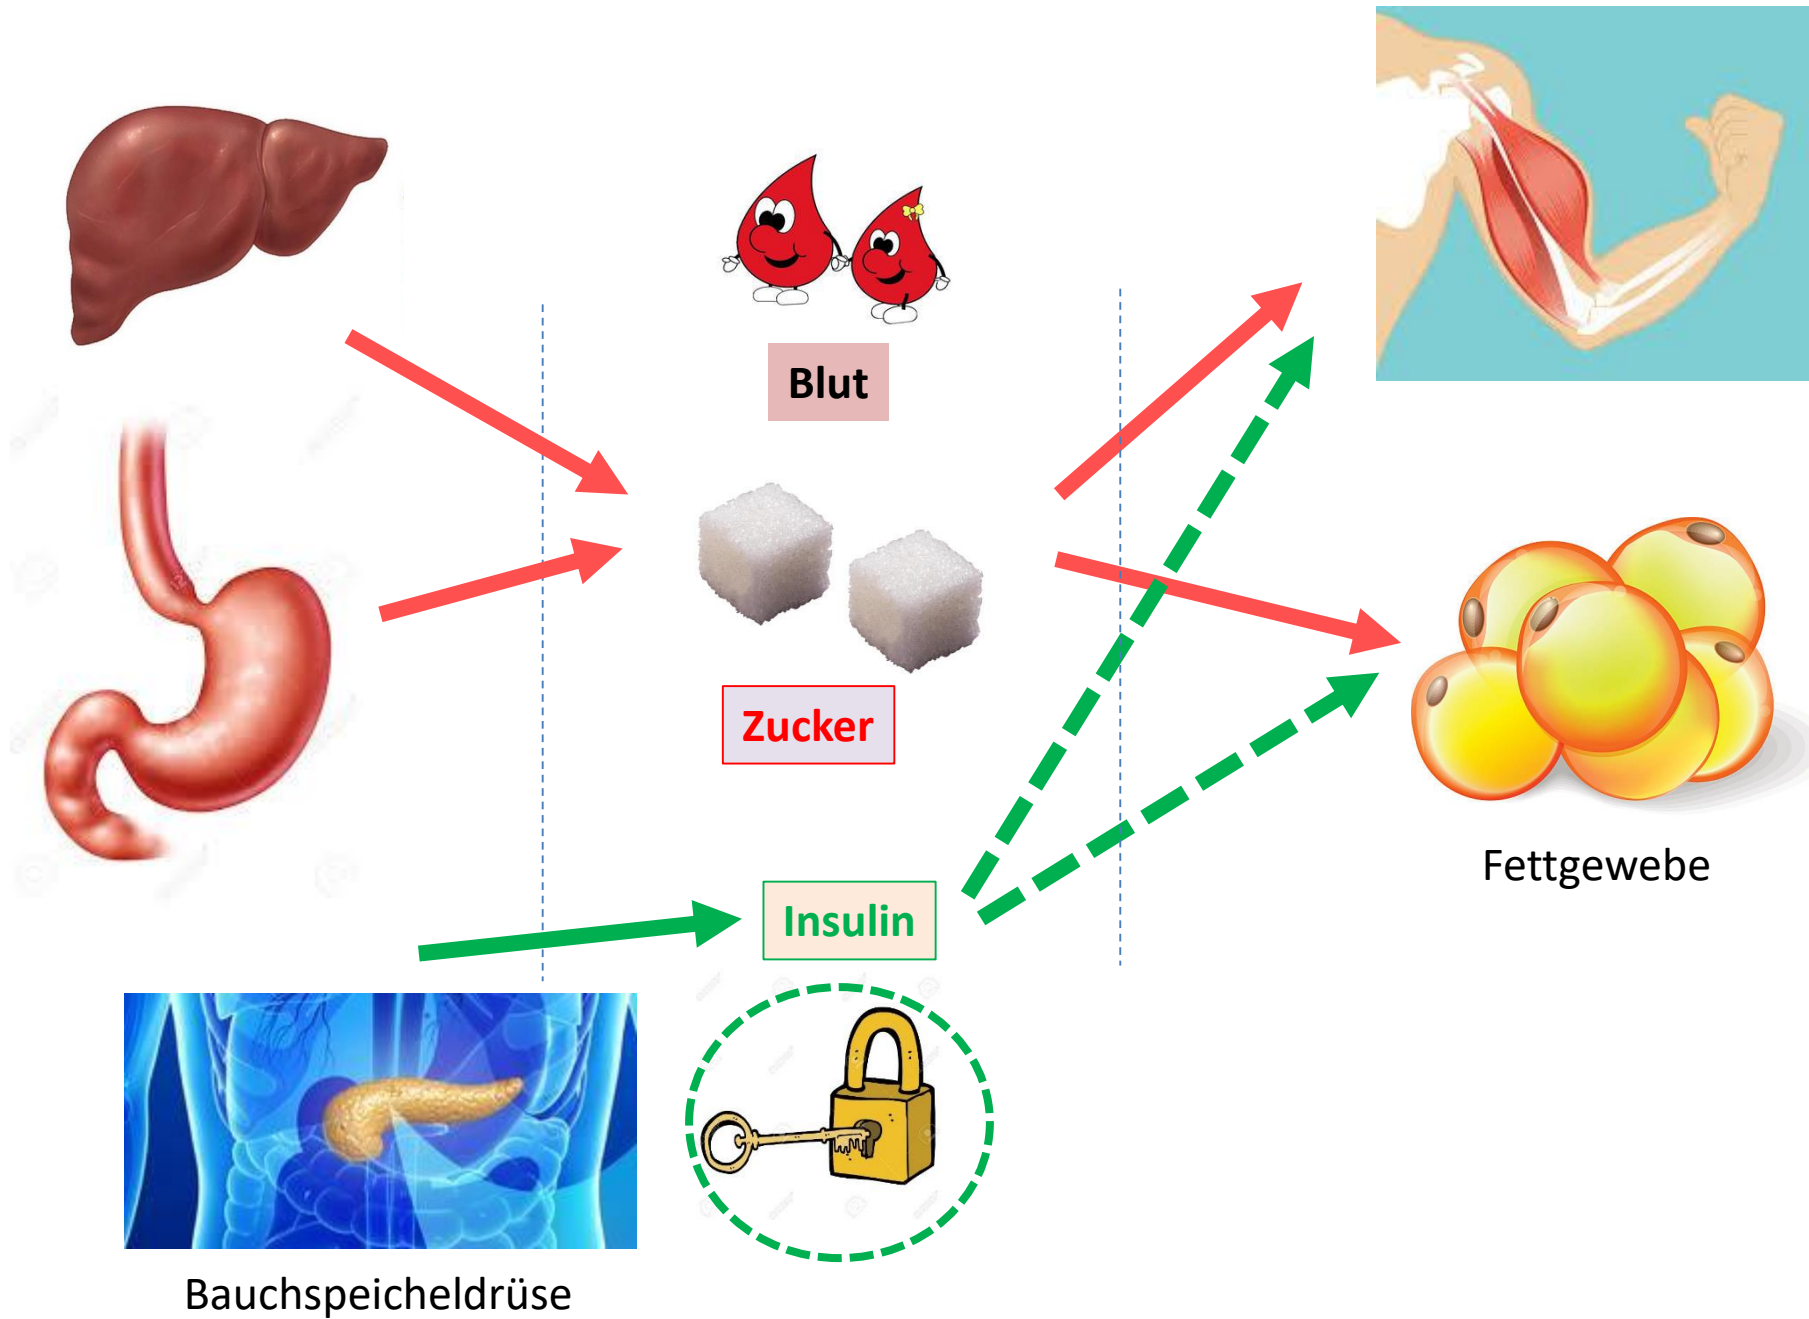 Blut
Zucker
Fettgewebe
Insulin
Bauchspeicheldrüse